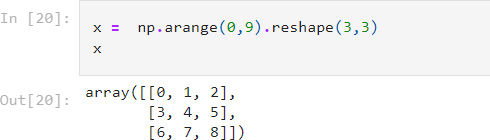 In [20]:
x =  np.arange(0,9).reshape(3,3)
x
Out[20]:
array([[0, 1, 2],
       [3, 4, 5],
       [6, 7, 8]])